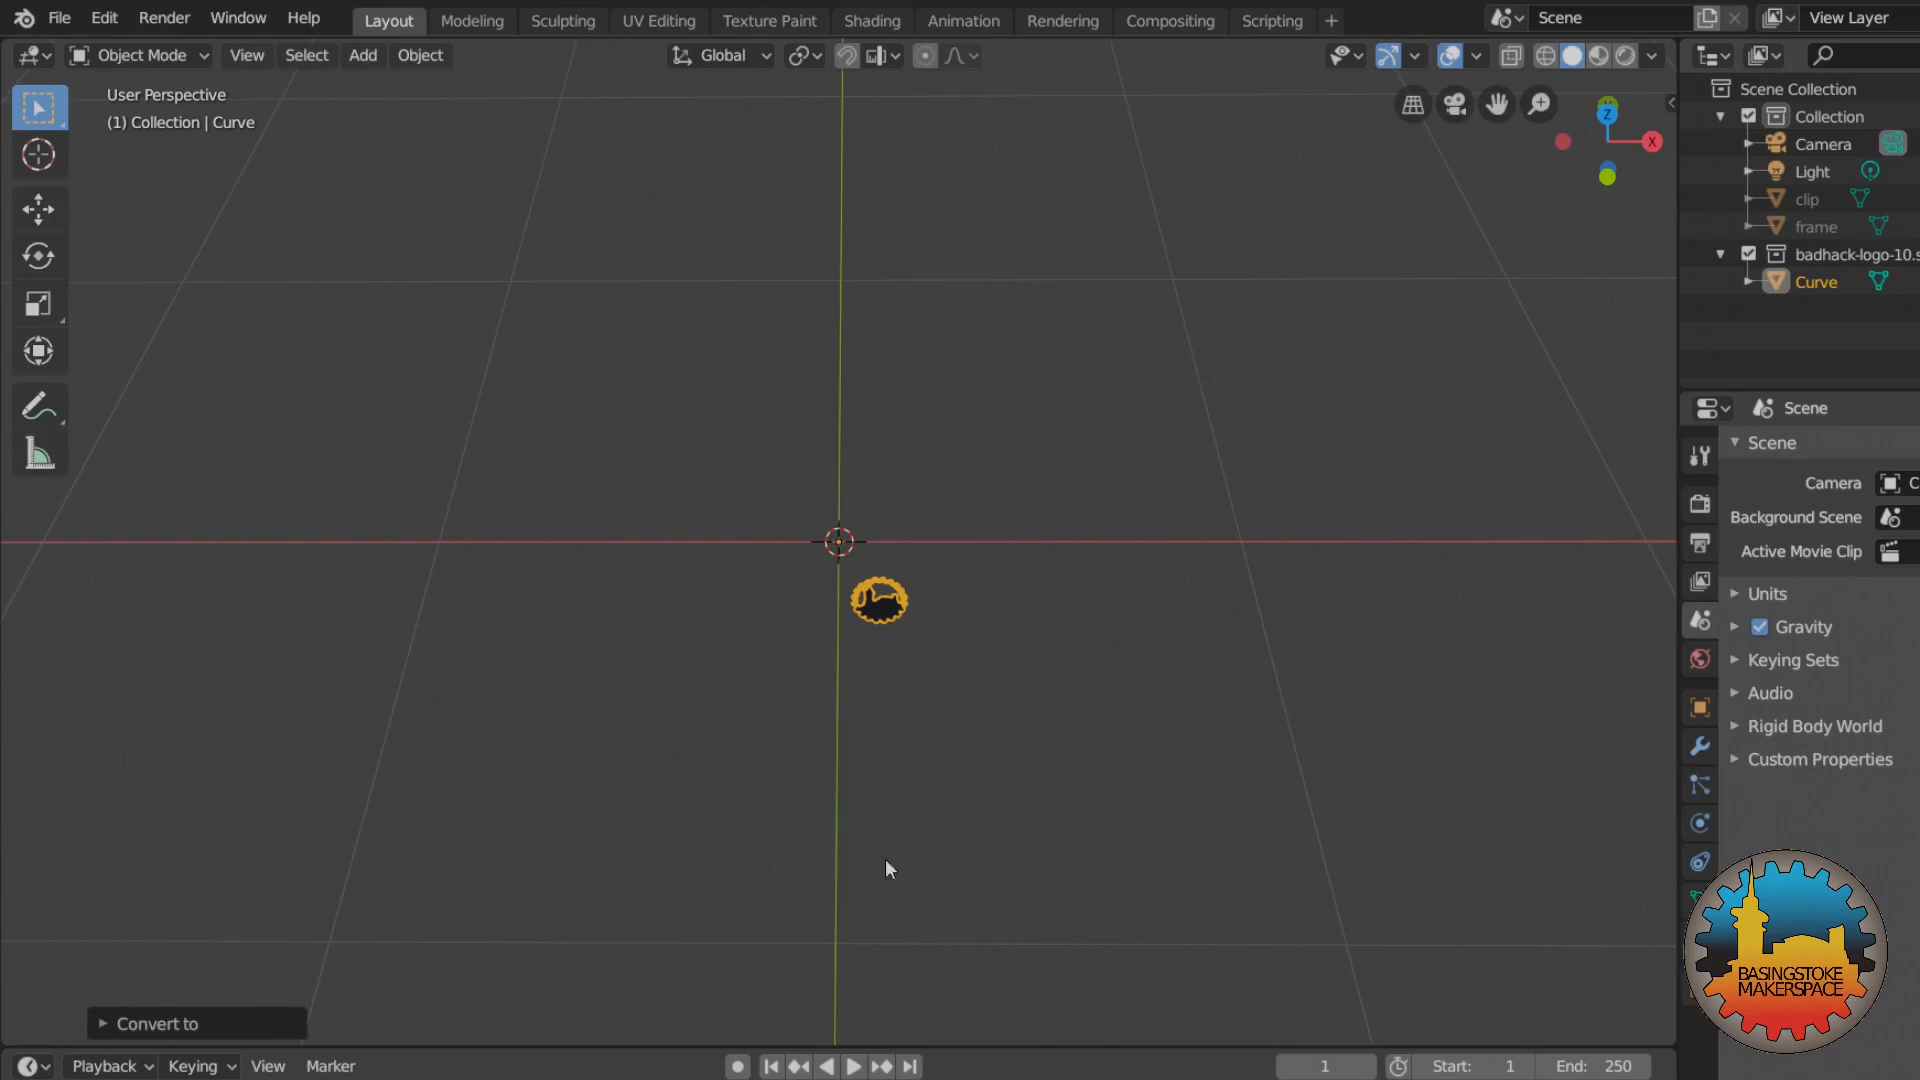 File Edit Render Window Help Layout Modeling Sculpting UV Editing Texture Paint Shading Animation Rendering Compositing Scripting + Scene View Layer
Object Mode View Select Add Object Global
User Perspective
(1) Collection | Curve
Z
X
Scene Collection
Collection
Camera
Light
clip
frame
badhack-logo-10.s
Curve
Scene
Scene
Camera C
Background Scene
Active Movie Clip
Units
Gravity
Keying Sets
Audio
Rigid Body World
Custom Properties
BASINGSTOKE
MAKERSPACE
Convert to
Playback Keying View Marker 1 Start: 1 End: 250